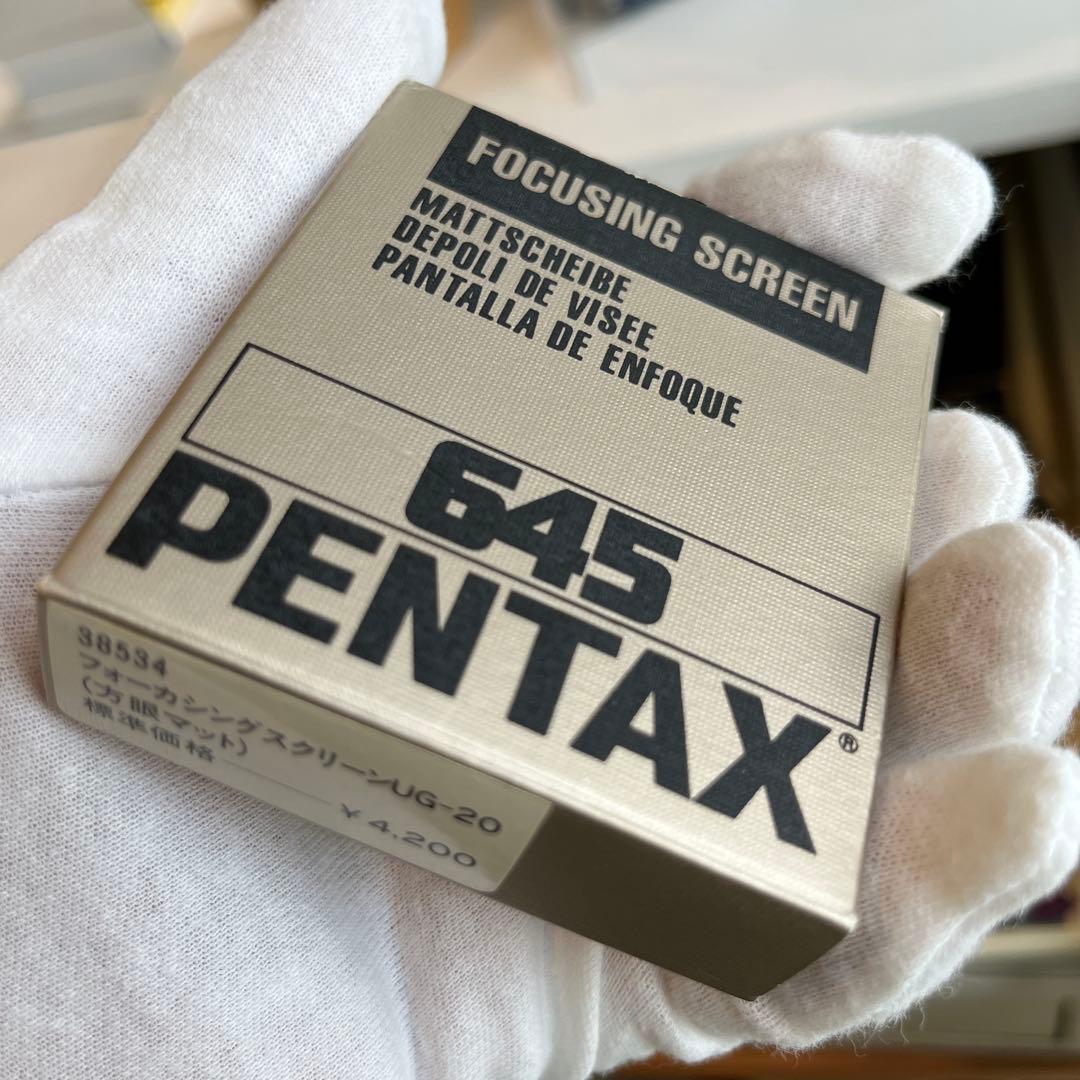 FOCUSING SCREEN
MATTSCHEIBE
DEPOLI DE VISEE
PANTALLA DE ENFOQUE
645
PENTAX®
38534
フォーカシングスクリーンUG-20
(方眼マット)
標準価格 ¥4,200